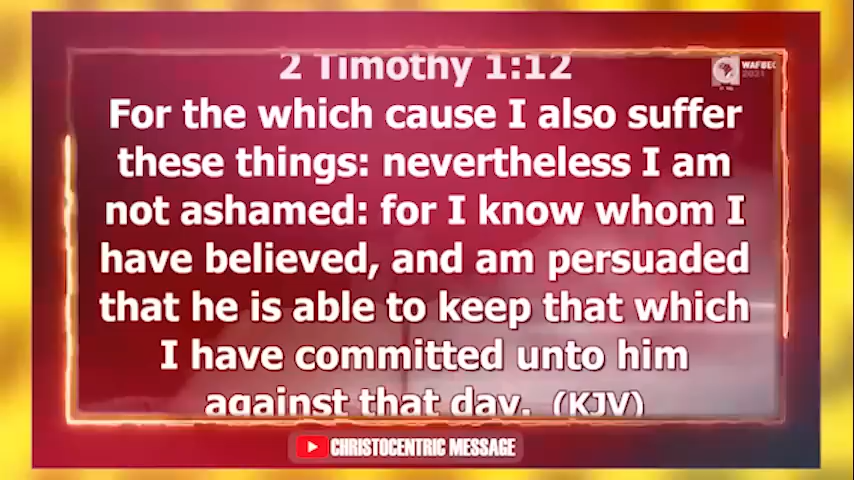 2 Timothy 1:12
WAFBEC
2021
For the which cause I also suffer
these things: nevertheless I am
not ashamed: for I know whom I
have believed, and am persuaded
that he is able to keep that which
I have committed unto him
against that day. (KJV)
CHRISTOCENTRIC MESSAGE